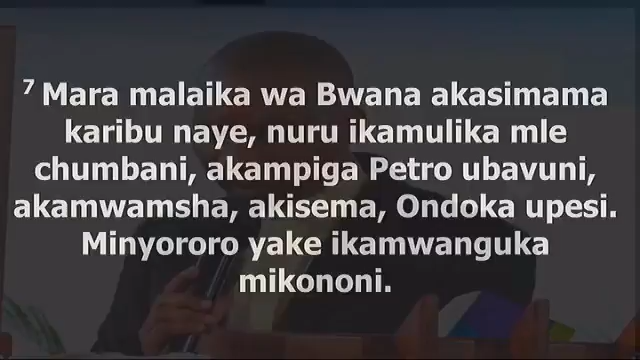 7 Mara malaika wa Bwana akasimama
karibu naye, nuru ikamulika mle
chumbani, akampiga Petro ubavuni,
akamwamsha, akisema, Ondoka upesi.
Minyororo yake ikamwanguka
mikononi.